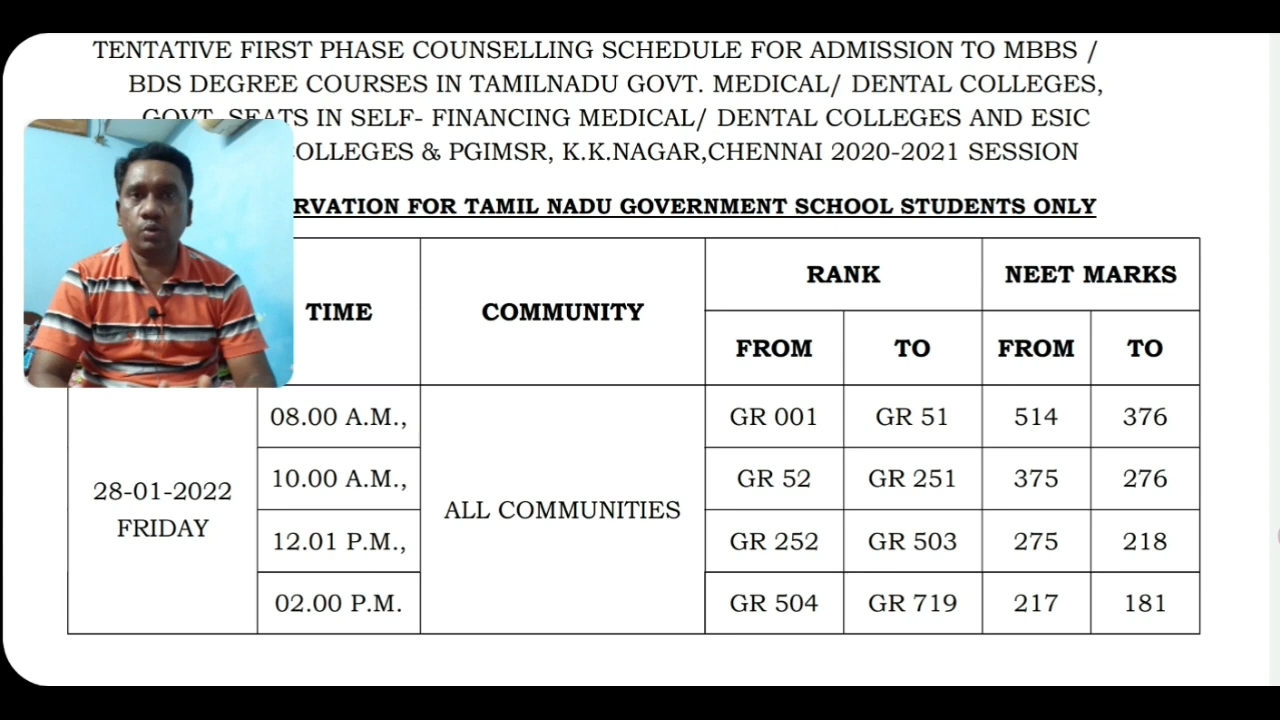 TENTATIVE FIRST PHASE COUNSELLING SCHEDULE FOR ADMISSION TO MBBS /
BDS DEGREE COURSES IN TAMILNADU GOVT. MEDICAL/ DENTAL COLLEGES,
GOVT. SEATS IN SELF- FINANCING MEDICAL/ DENTAL COLLEGES AND ESIC
OLLEGES & PGIMSR, K.K.NAGAR,CHENNAI 2020-2021 SESSION
RVATION FOR TAMIL NADU GOVERNMENT SCHOOL STUDENTS ONLY
TIME COMMUNITY RANK NEET MARKS
FROM TO FROM TO
28-01-2022 FRIDAY
ALL COMMUNITIES
08.00 A.M., GR 001 GR 51 514 376
10.00 A.M., GR 52 GR 251 375 276
12.01 P.M., GR 252 GR 503 275 218
02.00 P.M. GR 504 GR 719 217 181